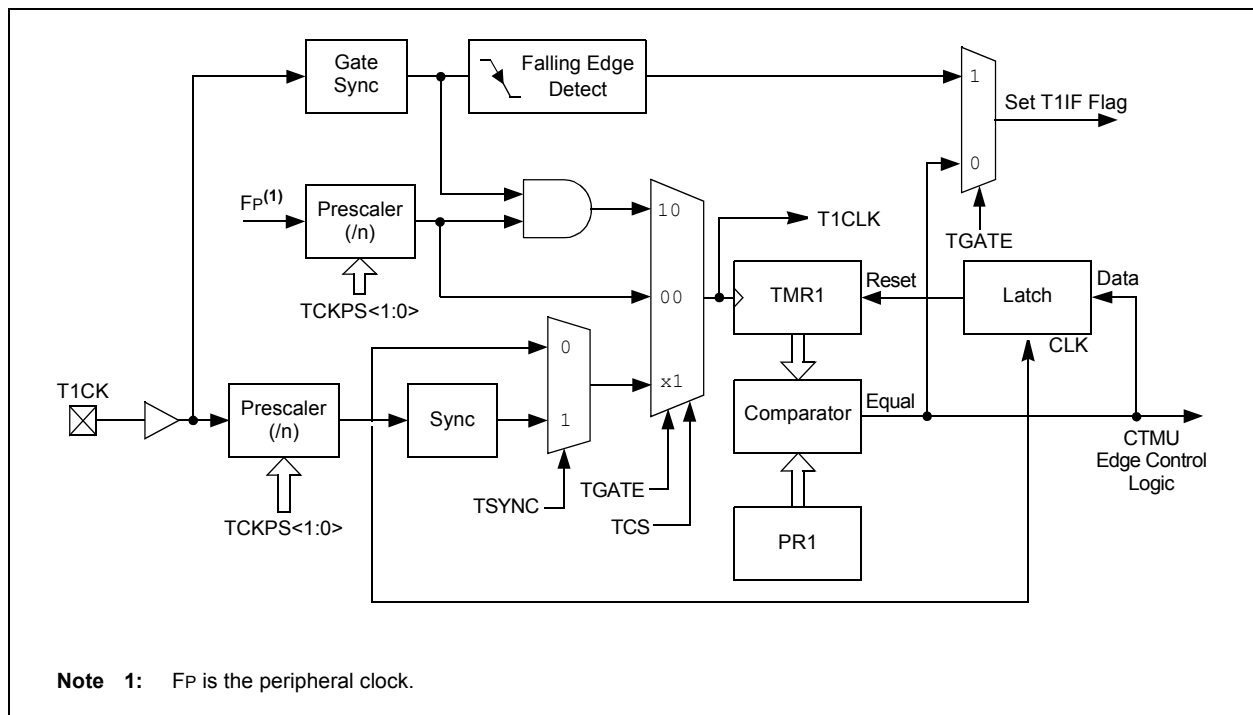 Gate
Sync
Falling Edge
Detect
1
0
Set T1IF Flag
TGATE
FP(1)
Prescaler
(/n)
TCKPS<1:0>
10
00
x1
T1CLK
TMR1
Reset
Latch
Data
CLK
0
1
T1CK
Prescaler
(/n)
Sync
TCKPS<1:0>
TSYNC
TGATE
TCS
Comparator
Equal
PR1
CTMU
Edge Control
Logic
Note 1: FP is the peripheral clock.